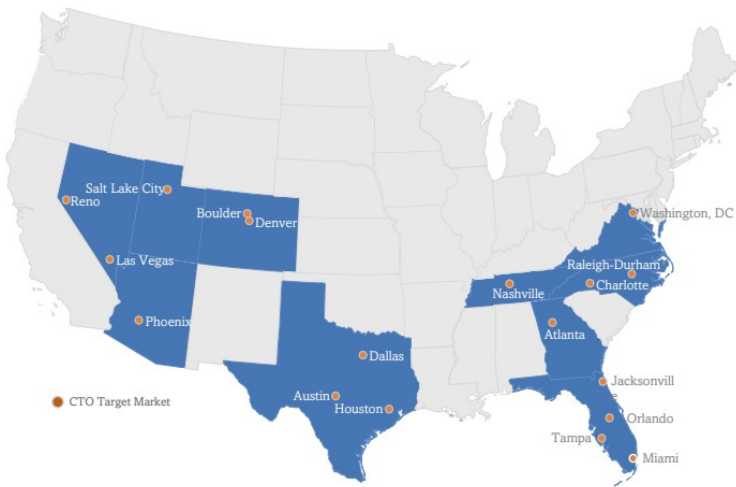 Salt Lake City
Reno
Boulder
Denver
Washington, DC
Las Vegas
Raleigh-Durham
Charlotte
Nashville
Phoenix
Atlanta
Dallas
Jacksonvill
e
Austin
CTO Target Market
Houston
Orlando
Tampa
Miami